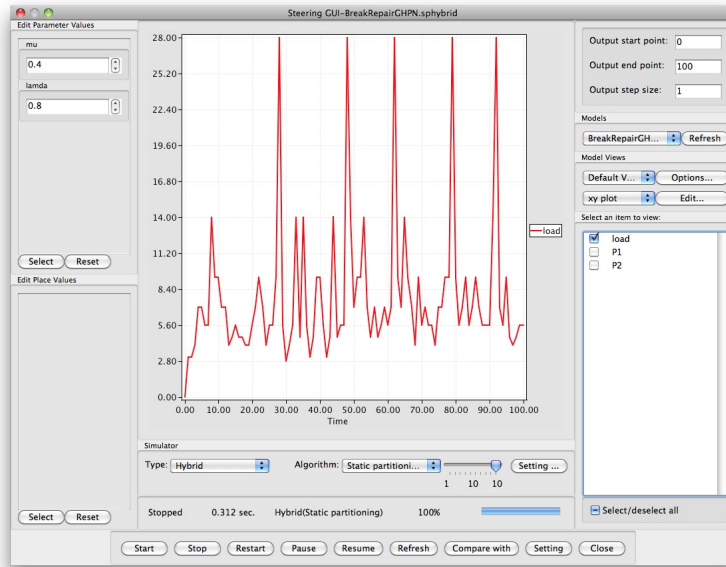 Steering GUI-BreakRepairGHPN.sphybrid
Edit Parameter Values
mu
0.4
lamda
0.8
Select Reset
Edit Place Values
Select Reset
28.00
25.20
22.40
19.60
16.80
14.00
11.20
8.40
5.60
2.80
0.00
0.00 10.00 20.00 30.00 40.00 50.00 60.00 70.00 80.00 90.00 100.00
Time
load
Simulator
Type: Hybrid Algorithm: Static partitioni... Setting ...
1 10 10
Stopped 0.312 sec. Hybrid(Static partitioning) 100%
Output start point: 0
Output end point: 100
Output step size: 1
Models
BreakRepairGH... Refresh
Model Views
Default V... Options...
xy plot Edit...
Select an item to view:
load
P1
P2
Select/deselect all
Start Stop Restart Pause Resume Refresh Compare with Setting Close